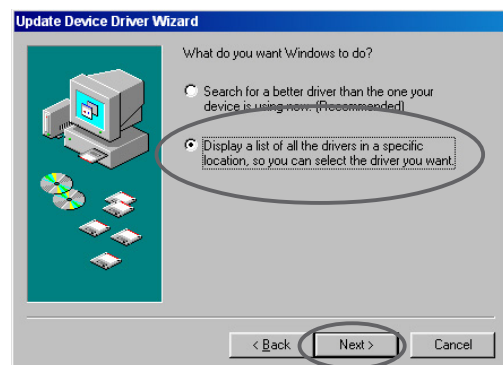 Update Device Driver Wizard
What do you want Windows to do?
Search for a better driver than the one your
device is using now. (Recommended)
Display a list of all the drivers in a specific
location, so you can select the driver you want.
< Back
Next >
Cancel